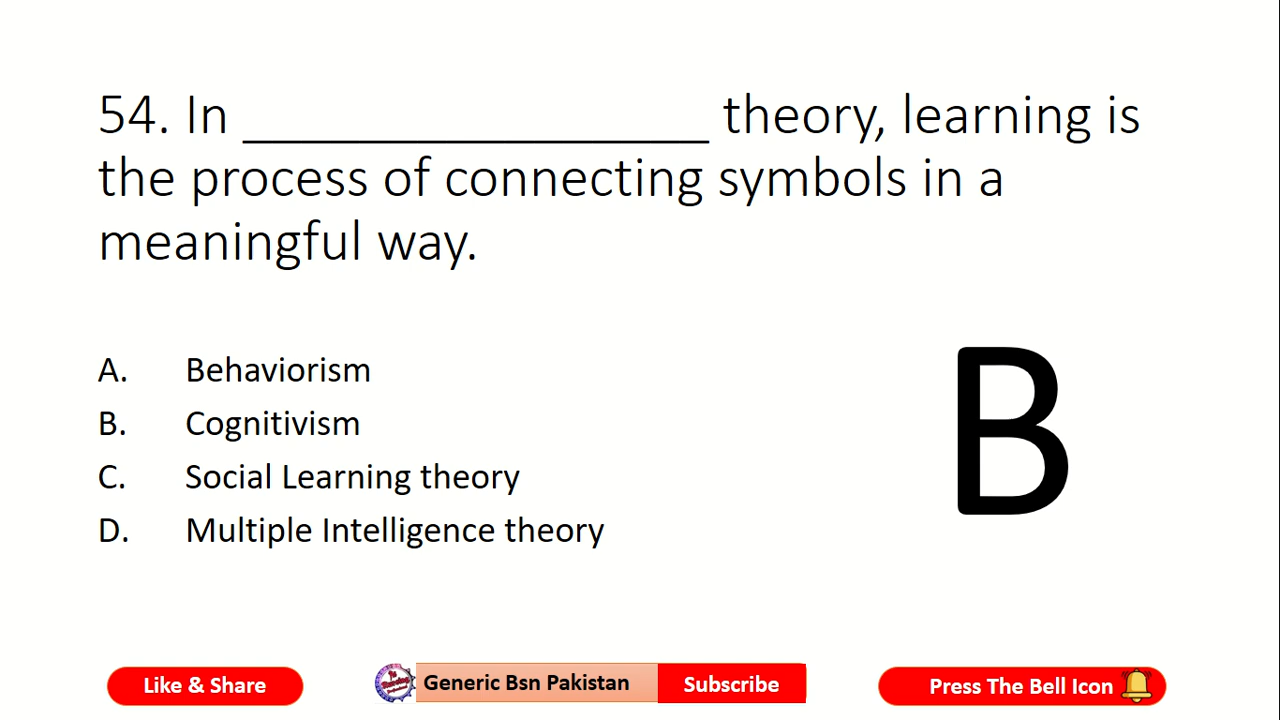 54. In __________________ theory, learning is
the process of connecting symbols in a
meaningful way.
A. Behaviorism
B. Cognitivism
C. Social Learning theory
D. Multiple Intelligence theory
B
Like & Share
Generic Bsn Pakistan
Subscribe
Press The Bell Icon